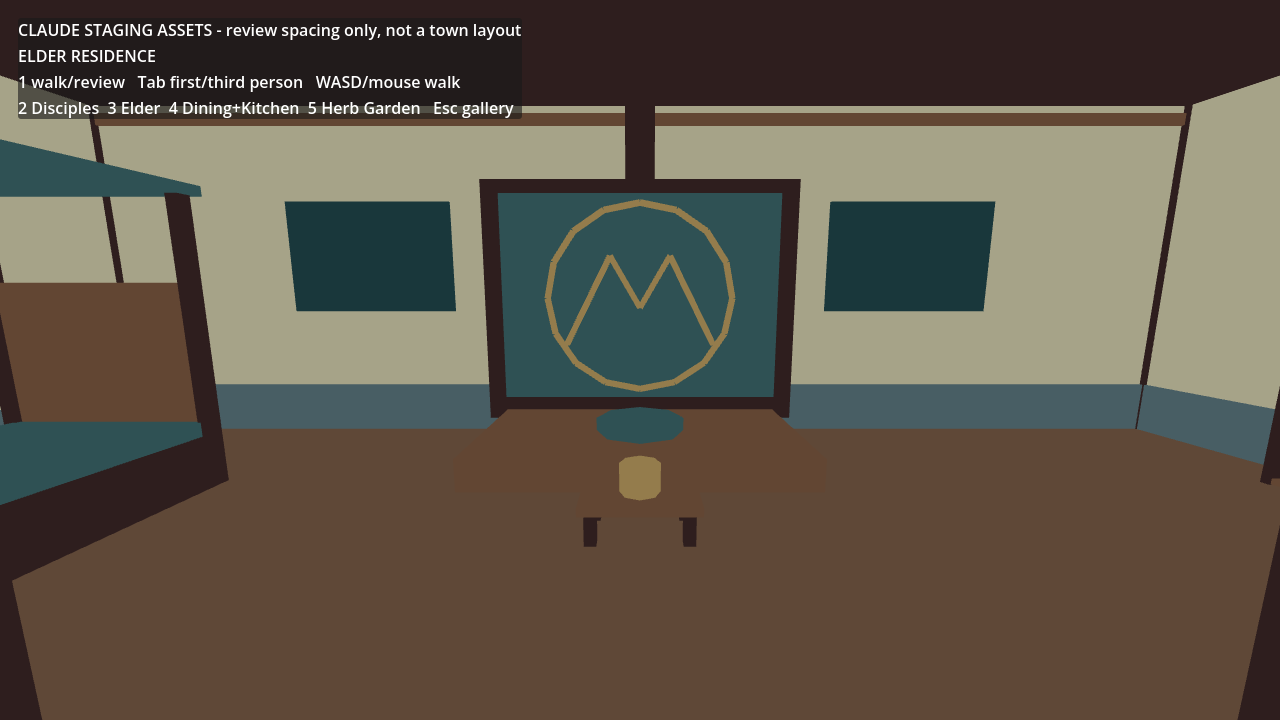 CLAUDE STAGING ASSETS - review spacing only, not a town layout
ELDER RESIDENCE
1 walk/review   Tab first/third person   WASD/mouse walk
2 Disciples  3 Elder  4 Dining+Kitchen  5 Herb Garden   Esc gallery